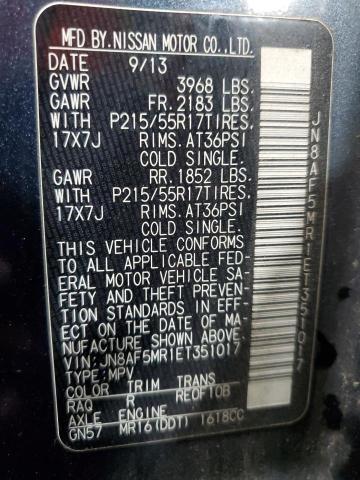 MFD BY. NISSAN MOTOR CO., LTD.
DATE 9/13
GVWR 3968 LBS.
GAWR FR. 2183 LBS.
WITH P215/55R17TIRES,
17X7J RIMS. AT36PSI
COLD SINGLE.
GAWR RR. 1852 LBS.
WITH P215/55R17TIRES,
17X7J RIMS. AT36PSI
COLD SINGLE.
THIS VEHICLE CONFORMS
TO ALL APPLICABLE FED-
ERAL MOTOR VEHICLE SA-
FETY AND THEFT PREVEN-
TION STANDARDS IN EFF-
ECT ON THE DATE OF MA-
NUFACTURE SHOWN ABOVE.
VIN: JN8AF5MR1ET351017
TYPE: MPV
COLOR TRIM TRANS
RAQ R RE0F10B
AXLE ENGINE
GN57 MR16(DDT) 1618CC
JN8AF5MR1ET351017